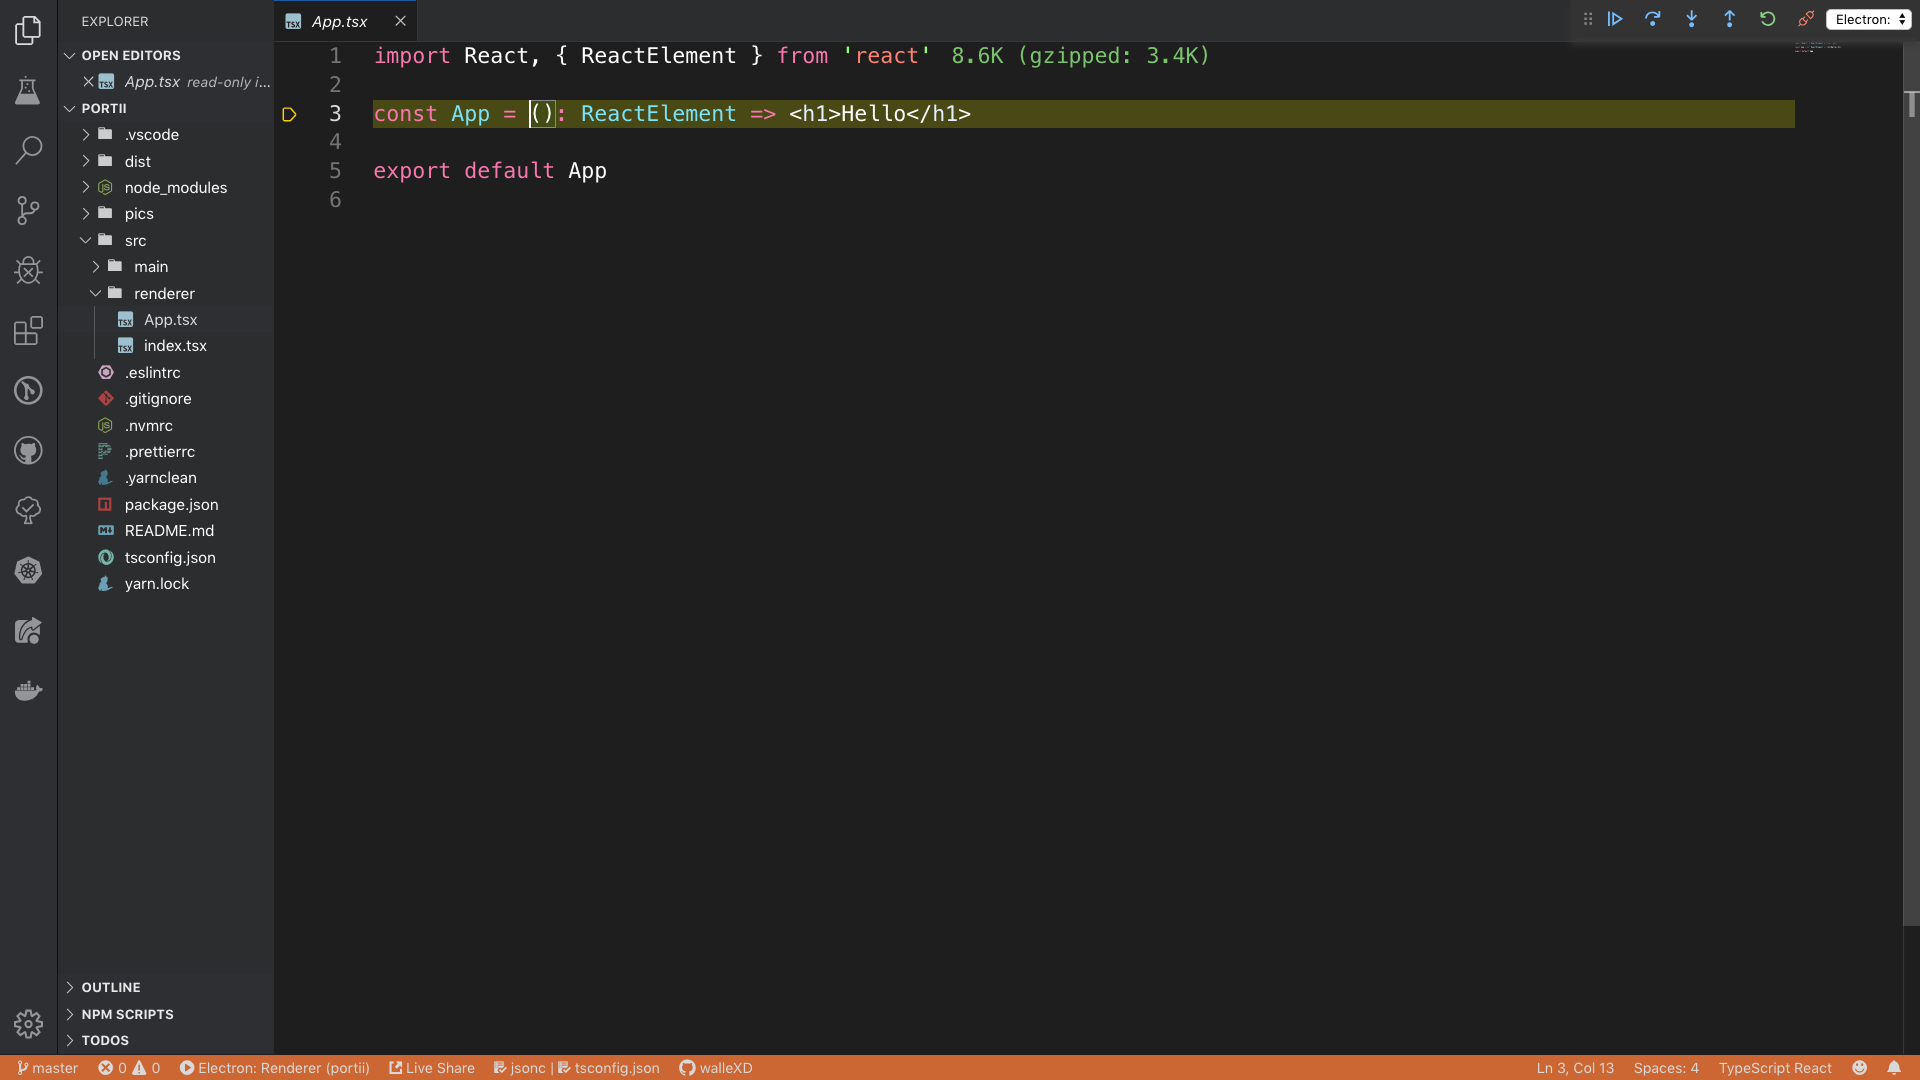 EXPLORER
OPEN EDITORS
App.tsx read-only i...
PORTII
.vscode
dist
node_modules
pics
src
main
renderer
App.tsx
index.tsx
.eslintrc
.gitignore
.nvmrc
.prettierrc
.yarnclean
package.json
README.md
tsconfig.json
yarn.lock
OUTLINE
NPM SCRIPTS
TODOS
App.tsx
Electron:
1 import React, { ReactElement } from 'react' 8.6K (gzipped: 3.4K)
2
3 const App = (): ReactElement => <h1>Hello</h1>
4
5 export default App
6
master 0 0 Electron: Renderer (portii) Live Share jsonc | tsconfig.json walleXD Ln 3, Col 13 Spaces: 4 TypeScript React